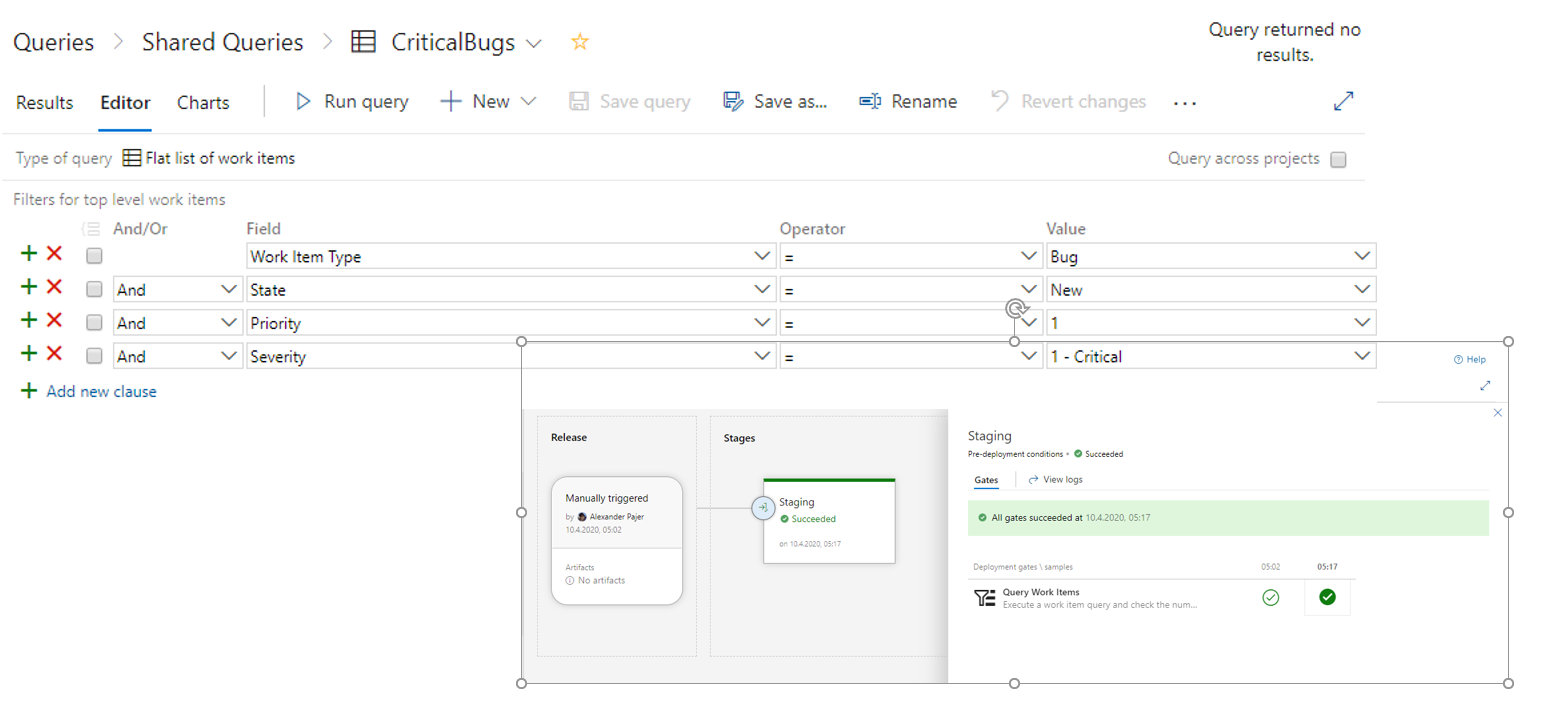 Queries > Shared Queries > CriticalBugs
Query returned no
results.
Results Editor Charts Run query New Save query Save as... Rename Revert changes ...
Type of query Flat list of work items Query across projects
Filters for top level work items
And/Or Field Operator Value
Work Item Type = Bug
And State = New
And Priority = 1
And Severity = 1 - Critical
Add new clause
Help
Release
Manually triggered
by Alexander Pajer
10.4.2020, 05:02
Artifacts
No artifacts
Stages
Staging
Succeeded
on 10.4.2020, 05:17
Staging
Pre-deployment conditions • Succeeded
Gates View logs
All gates succeeded at 10.4.2020, 05:17
Deployment gates \ samples 05:02 05:17
Query Work Items
Execute a work item query and check the num...